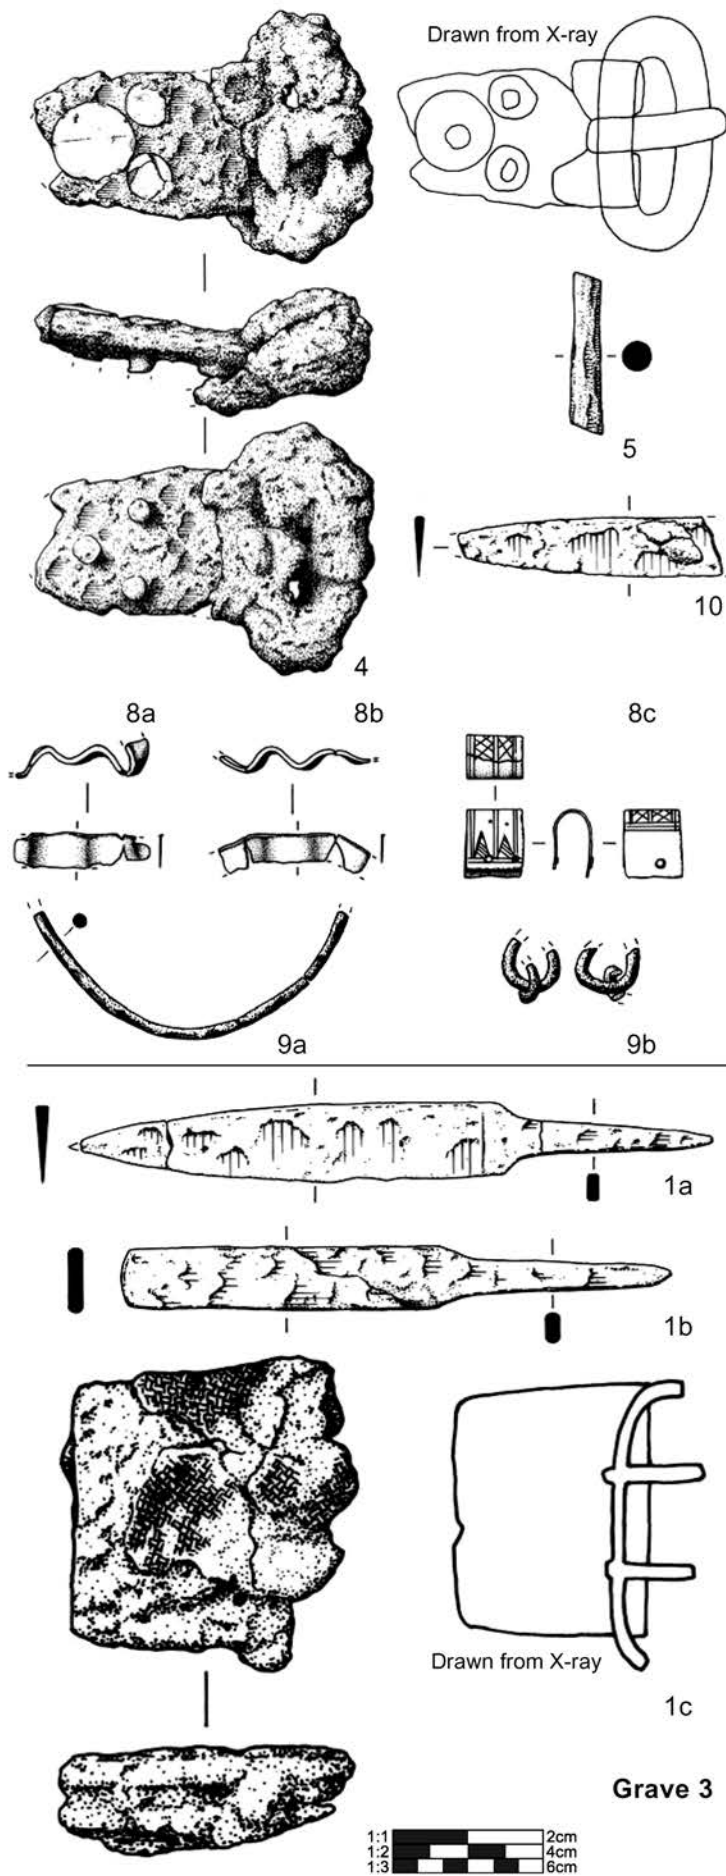 Drawn from X-ray
5
10
4
8a 8b 8c
9a 9b
1a
1b
Drawn from X-ray
1c
Grave 3
1:1 2cm
1:2 4cm
1:3 6cm